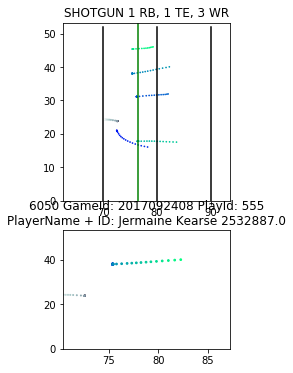 SHOTGUN 1 RB, 1 TE, 3 WR
50
40
30
20
10
0
70 80 90
6050 GameId: 2017092408 PlayId: 555
PlayerName + ID: Jermaine Kearse 2532887.0
40
20
0
75 80 85